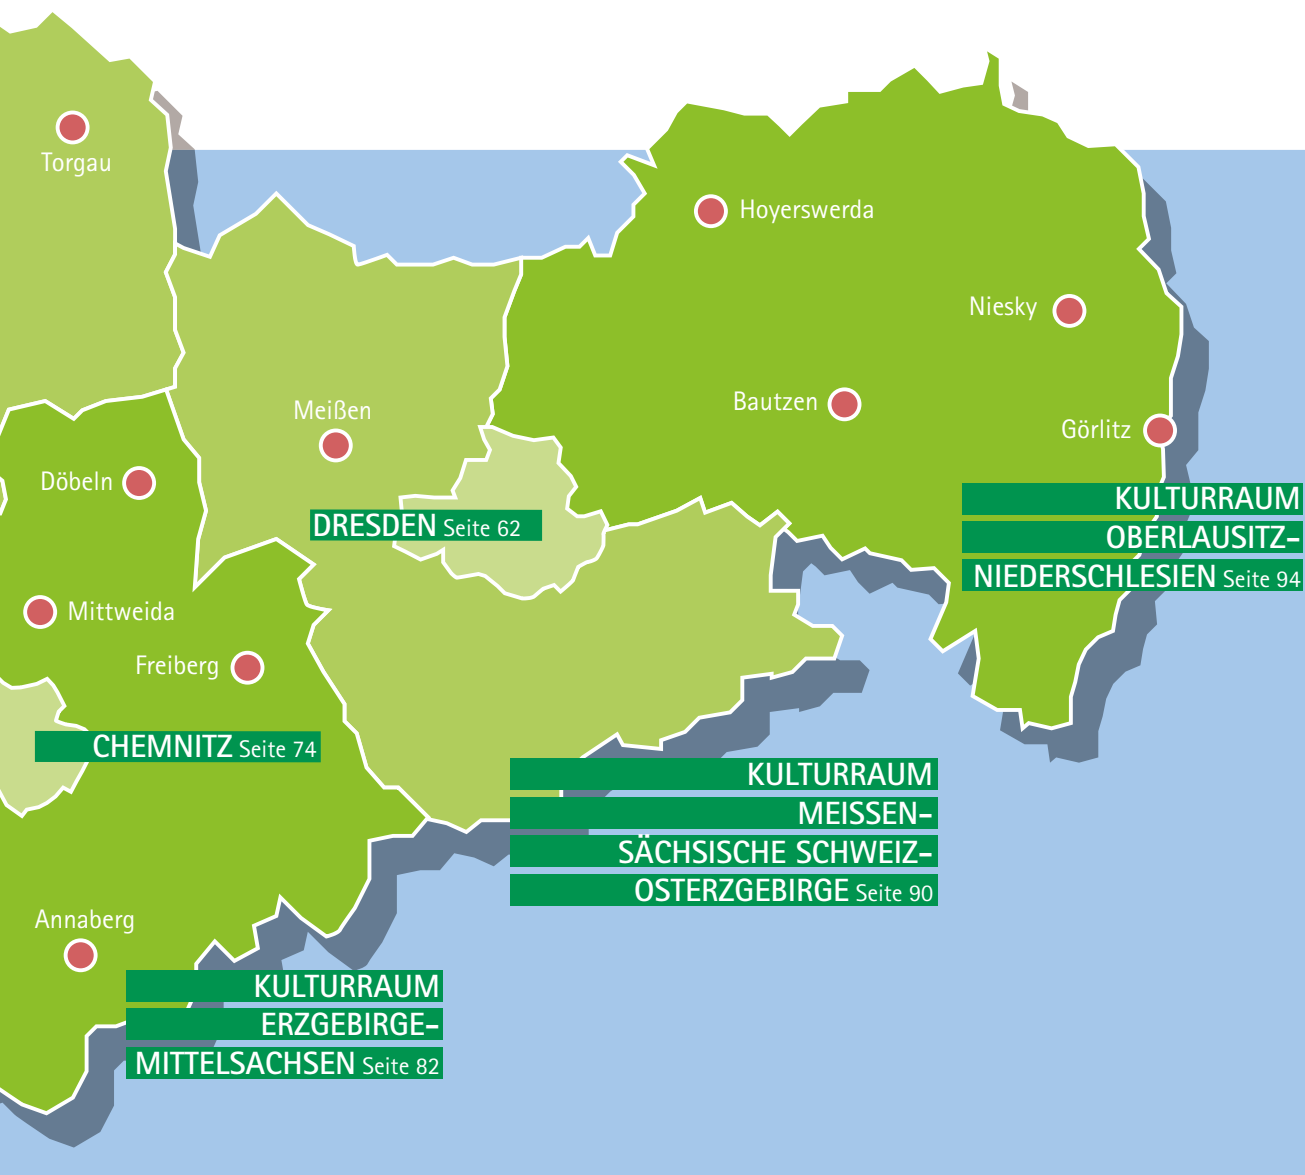 Torgau
Hoyerswerda
Niesky
Meißen
Bautzen
Görlitz
Döbeln
KULTURRAUM
OBERLAUSITZ-
NIEDERSCHLESIEN Seite 94
DRESDEN Seite 62
Mittweida
Freiberg
CHEMNITZ Seite 74
KULTURRAUM
MEISSEN-
SÄCHSISCHE SCHWEIZ-
OSTERZGEBIRGE Seite 90
Annaberg
KULTURRAUM
ERZGEBIRGE-
MITTELSACHSEN Seite 82